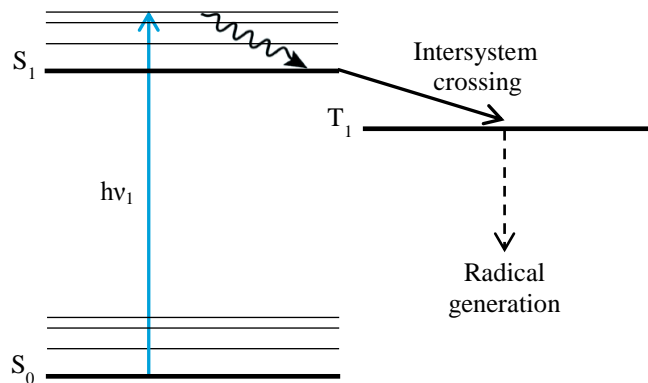 S1
Intersystem
crossing
T1
hν1
Radical
generation
S0